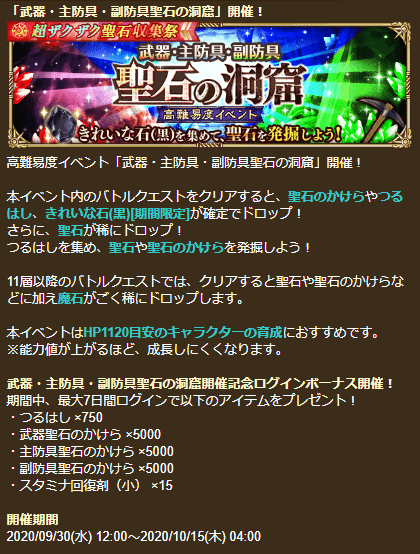 「武器・主防具・副防具聖石の洞窟」開催！
超ザクザク聖石収集祭
武器・主防具・副防具
聖石の洞窟
高難易度イベント
きれいな石(黒)を集めて、聖石を発掘しよう！
高難易度イベント「武器・主防具・副防具聖石の洞窟」開催！
本イベント内のバトルクエストをクリアすると、聖石のかけらやつる
はし、きれいな石(黒)[期間限定]が確定でドロップ！
さらに、聖石が稀にドロップ！
つるはしを集め、聖石や聖石のかけらを発掘しよう！
11層以降のバトルクエストでは、クリアすると聖石や聖石のかけらな
どに加え魔石がごく稀にドロップします。
本イベントはHP1120目安のキャラクターの育成におすすめです。
※能力値が上がるほど、成長しにくくなります。
武器・主防具・副防具聖石の洞窟開催記念ログインボーナス開催！
期間中、最大7日間ログインで以下のアイテムをプレゼント！
・つるはし ×750
・武器聖石のかけら ×5000
・主防具聖石のかけら ×5000
・副防具聖石のかけら ×5000
・スタミナ回復剤（小） ×15
開催期間
2020/09/30(水) 12:00～2020/10/15(木) 04:00